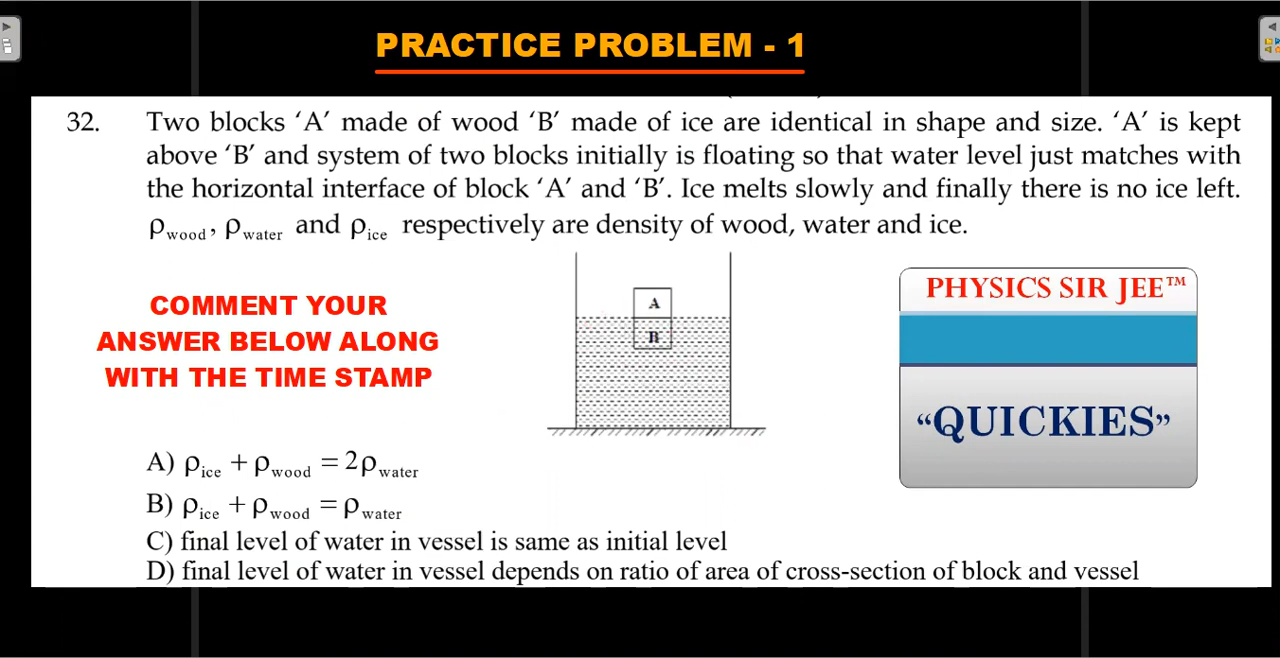 PRACTICE PROBLEM - 1
32. Two blocks ‘A’ made of wood ‘B’ made of ice are identical in shape and size. ‘A’ is kept
above ‘B’ and system of two blocks initially is floating so that water level just matches with
the horizontal interface of block ‘A’ and ‘B’. Ice melts slowly and finally there is no ice left.
ρwood, ρwater and ρice respectively are density of wood, water and ice.
COMMENT YOUR
ANSWER BELOW ALONG
WITH THE TIME STAMP
A
B
PHYSICS SIR JEE™
“QUICKIES”
A) ρice + ρwood = 2ρwater
B) ρice + ρwood = ρwater
C) final level of water in vessel is same as initial level
D) final level of water in vessel depends on ratio of area of cross-section of block and vessel